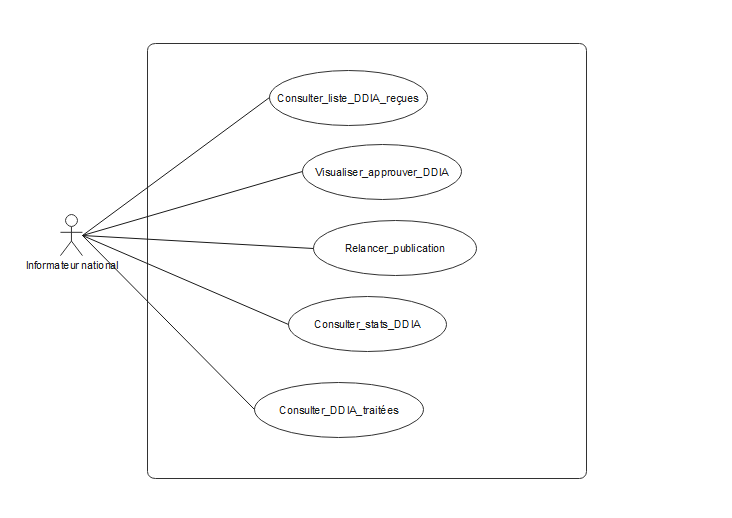 Consulter_liste_DDIA_reçues
Visualiser_approuver_DDIA
Relancer_publication
Informateur national
Consulter_stats_DDIA
Consulter_DDIA_traitées